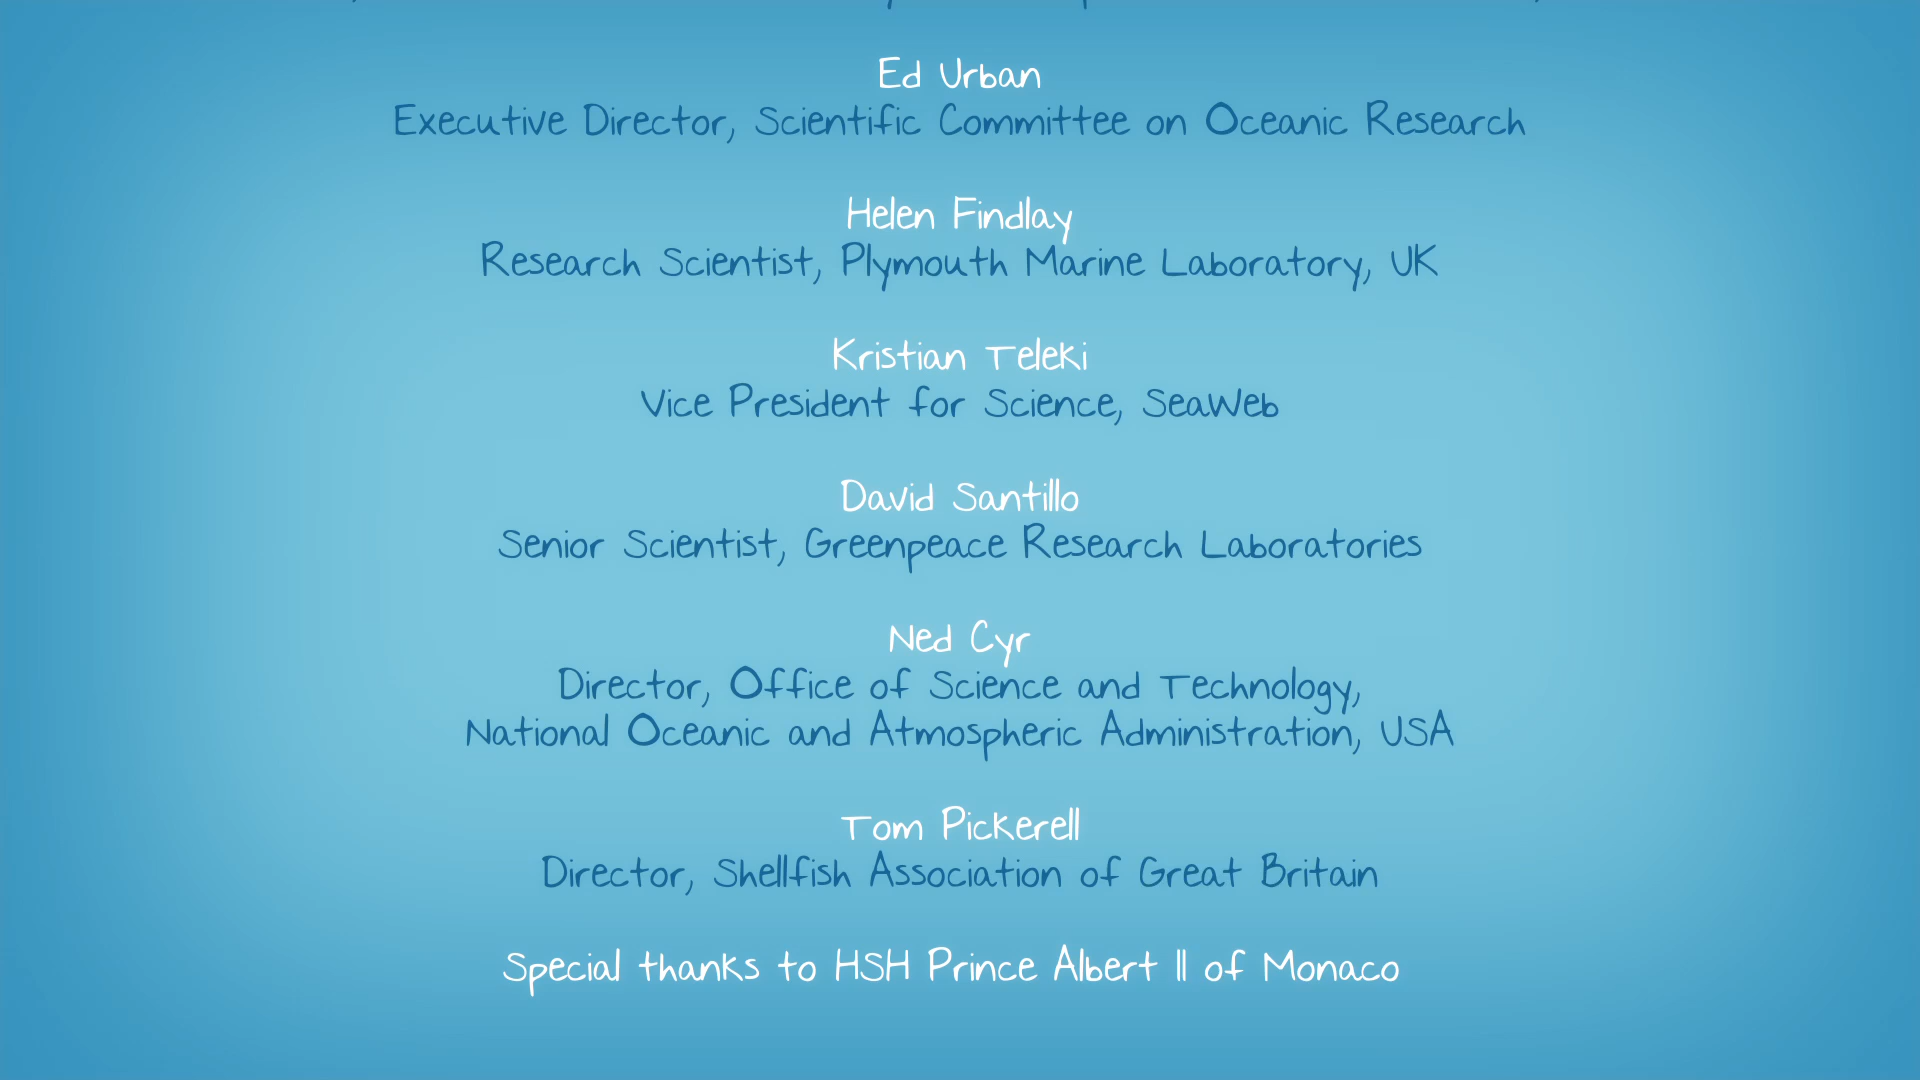 Ed Urban
Executive Director, Scientific Committee on Oceanic Research
Helen Findlay
Research Scientist, Plymouth Marine Laboratory, UK
Kristian Teleki
Vice President for Science, SeaWeb
David Santillo
Senior Scientist, Greenpeace Research Laboratories
Ned Cyr
Director, Office of Science and Technology,
National Oceanic and Atmospheric Administration, USA
Tom Pickerell
Director, Shellfish Association of Great Britain
Special thanks to HSH Prince Albert II of Monaco